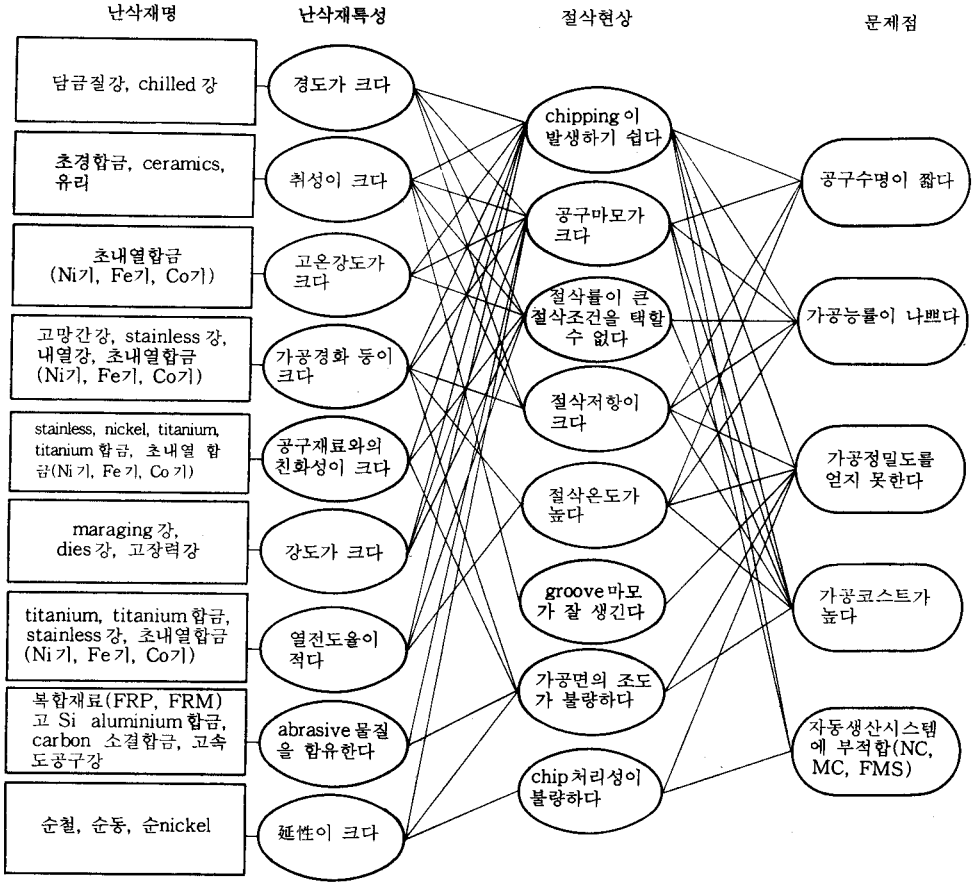 난삭재명
난삭재특성
절삭현상
문제점
담금질강, chilled 강
초경합금, ceramics,
유리
초내열합금
(Ni기, Fe기, Co기)
고망간강, stainless 강,
내열강, 초내열합금
(Ni기, Fe기, Co기)
stainless, nickel, titanium,
titanium 합금, 초내열 합
금(Ni기, Fe기, Co기)
maraging 강,
dies 강, 고장력강
titanium, titanium 합금,
stainless 강, 초내열합금
(Ni기, Fe기, Co기)
복합재료(FRP, FRM)
고 Si aluminium 합금,
carbon 소결합금, 고속
도공구강
순철, 순동, 순nickel
경도가 크다
취성이 크다
고온강도가
크다
가공경화 등이
크다
공구재료와의
친화성이 크다
강도가 크다
열전도율이
적다
abrasive 물질
을 함유한다
延性이 크다
chipping 이
발생하기 쉽다
공구마모가
크다
절삭률이 큰
절삭조건을 택할
수 없다
절삭저항이
크다
절삭온도가
높다
groove 마모
가 잘 생긴다
가공면의 조도
가 불량하다
chip 처리성이
불량하다
공구수명이 짧다
가공능률이 나쁘다
가공정밀도를
얻지 못한다
가공코스트가
높다
자동생산시스템
에 부적합(NC,
MC, FMS)